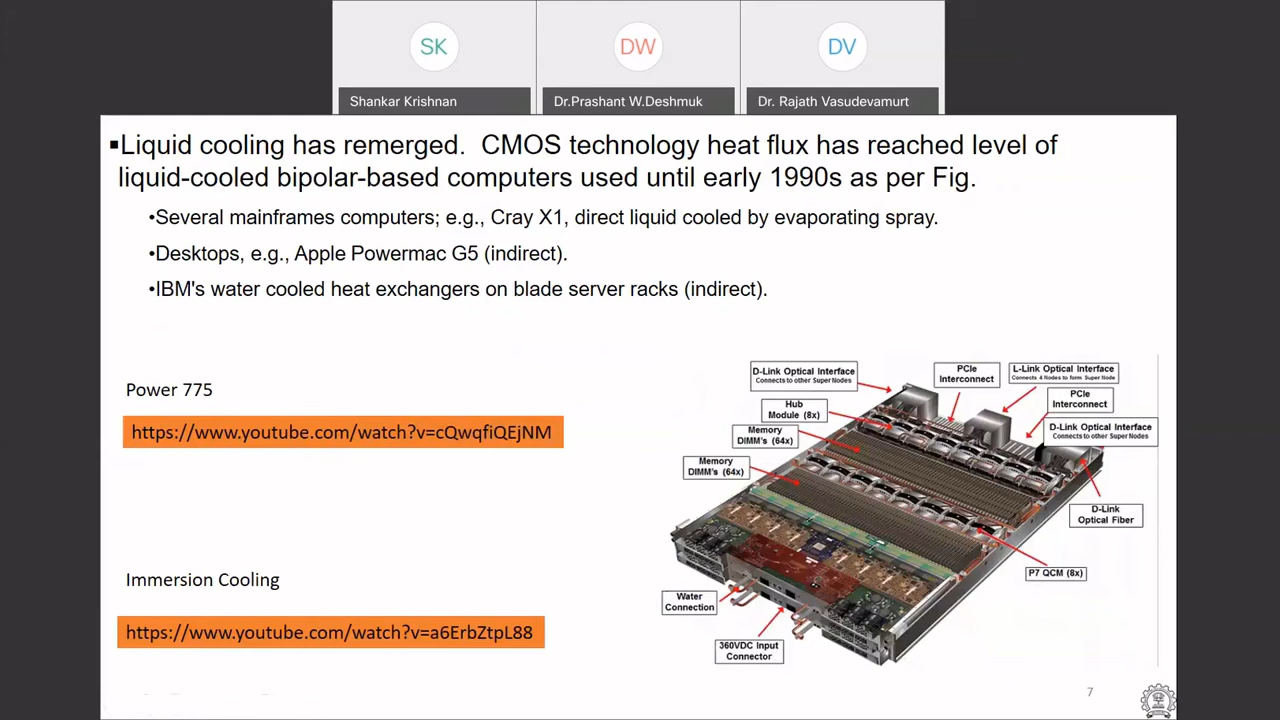 SK
DW
DV
Shankar Krishnan
Dr.Prashant W.Deshmuk
Dr. Rajath Vasudevamurt
▪Liquid cooling has remerged. CMOS technology heat flux has reached level of
liquid-cooled bipolar-based computers used until early 1990s as per Fig.
•Several mainframes computers; e.g., Cray X1, direct liquid cooled by evaporating spray.
•Desktops, e.g., Apple Powermac G5 (indirect).
•IBM's water cooled heat exchangers on blade server racks (indirect).
Power 775
https://www.youtube.com/watch?v=cQwqfiQEjNM
Immersion Cooling
https://www.youtube.com/watch?v=a6ErbZtpL88
D-Link Optical Interface
Connects to other Super Nodes
PCIe
Interconnect
L-Link Optical Interface
Connects 4 Nodes to form Super Node
PCIe
Interconnect
Hub
Module (8x)
D-Link Optical Interface
Connects to other Super Nodes
Memory
DIMM's (64x)
Memory
DIMM's (64x)
D-Link
Optical Fiber
P7 QCM (8x)
Water
Connection
360VDC Input
Connector
7